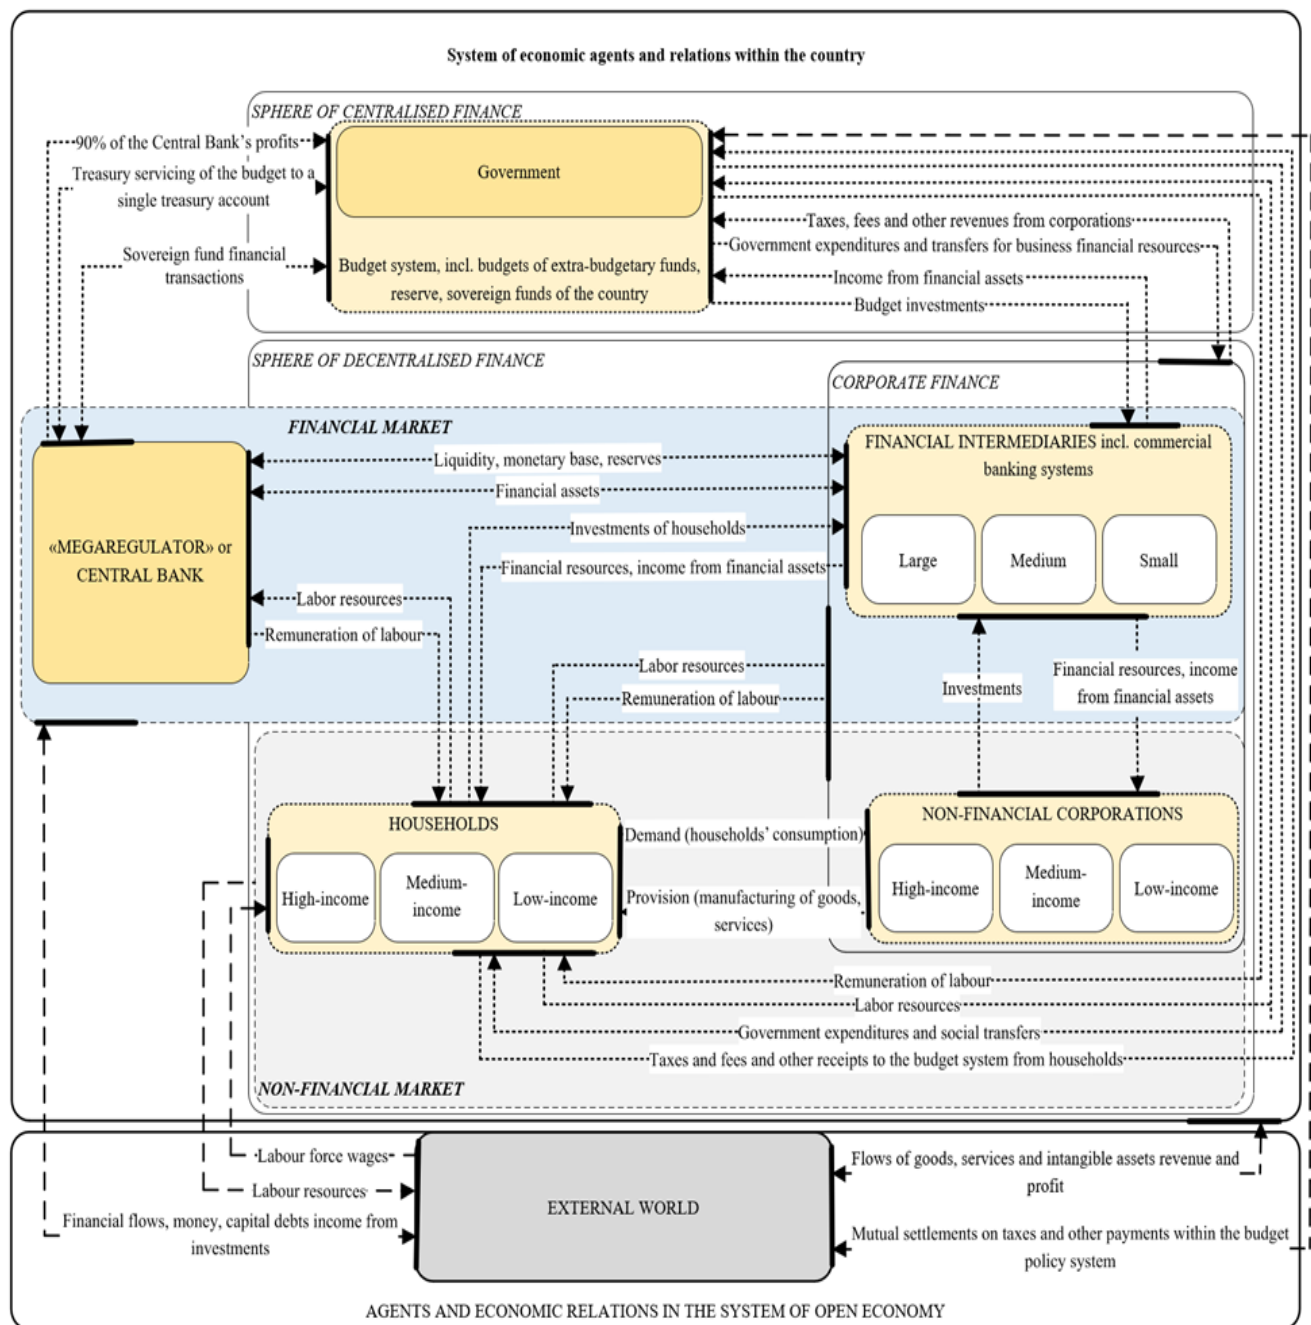 System of economic agents and relations within the country
SPHERE OF CENTRALISED FINANCE
90% of the Central Bank's profits
Treasury servicing of the budget to a
single treasury account
Sovereign fund financial
transactions
Government
Budget system, incl. budgets of extra-budgetary funds,
reserve, sovereign funds of the country
Taxes, fees and other revenues from corporations
Government expenditures and transfers for business financial resources
Income from financial assets
Budget investments
SPHERE OF DECENTRALISED FINANCE
CORPORATE FINANCE
FINANCIAL MARKET
«MEGAREGULATOR» or
CENTRAL BANK
Liquidity, monetary base, reserves
Financial assets
Investments of households
Financial resources, income from financial assets
Labor resources
Remuneration of labour
Labor resources
Remuneration of labour
FINANCIAL INTERMEDIARIES incl. commercial
banking systems
Large
Medium
Small
Investments
Financial resources, income
from financial assets
HOUSEHOLDS
High-income
Medium-
income
Low-income
Demand (households' consumption)
Provision (manufacturing of goods,
services)
NON-FINANCIAL CORPORATIONS
High-income
Medium-
income
Low-income
Remuneration of labour
Labor resources
Government expenditures and social transfers
Taxes and fees and other receipts to the budget system from households
NON-FINANCIAL MARKET
Labour force wages
Labour resources
Financial flows, money, capital debts income from
investments
EXTERNAL WORLD
Flows of goods, services and intangible assets revenue and
profit
Mutual settlements on taxes and other payments within the budget
policy system
AGENTS AND ECONOMIC RELATIONS IN THE SYSTEM OF OPEN ECONOMY